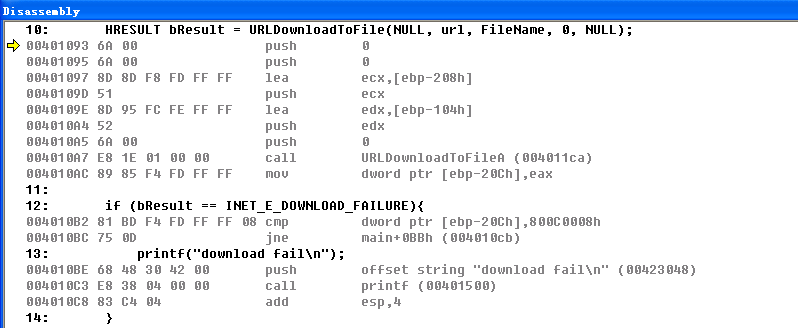 Disassembly
10:       HRESULT bResult = URLDownloadToFile(NULL, url, FileName, 0, NULL);
00401093 6A 00                push        0
00401095 6A 00                push        0
00401097 8D 8D F8 FD FF FF    lea         ecx,[ebp-208h]
0040109D 51                   push        ecx
0040109E 8D 95 FC FE FF FF    lea         edx,[ebp-104h]
004010A4 52                   push        edx
004010A5 6A 00                push        0
004010A7 E8 1E 01 00 00       call        URLDownloadToFileA (004011ca)
004010AC 89 85 F4 FD FF FF    mov         dword ptr [ebp-20Ch],eax
11:
12:       if (bResult == INET_E_DOWNLOAD_FAILURE){
004010B2 81 BD F4 FD FF FF 08 cmp         dword ptr [ebp-20Ch],800C0008h
004010BC 75 0D                jne         main+0BBh (004010cb)
13:           printf("download fail\n");
004010BE 68 48 30 42 00       push        offset string "download fail\n" (00423048)
004010C3 E8 38 04 00 00       call        printf (00401500)
004010C8 83 C4 04             add         esp,4
14:       }